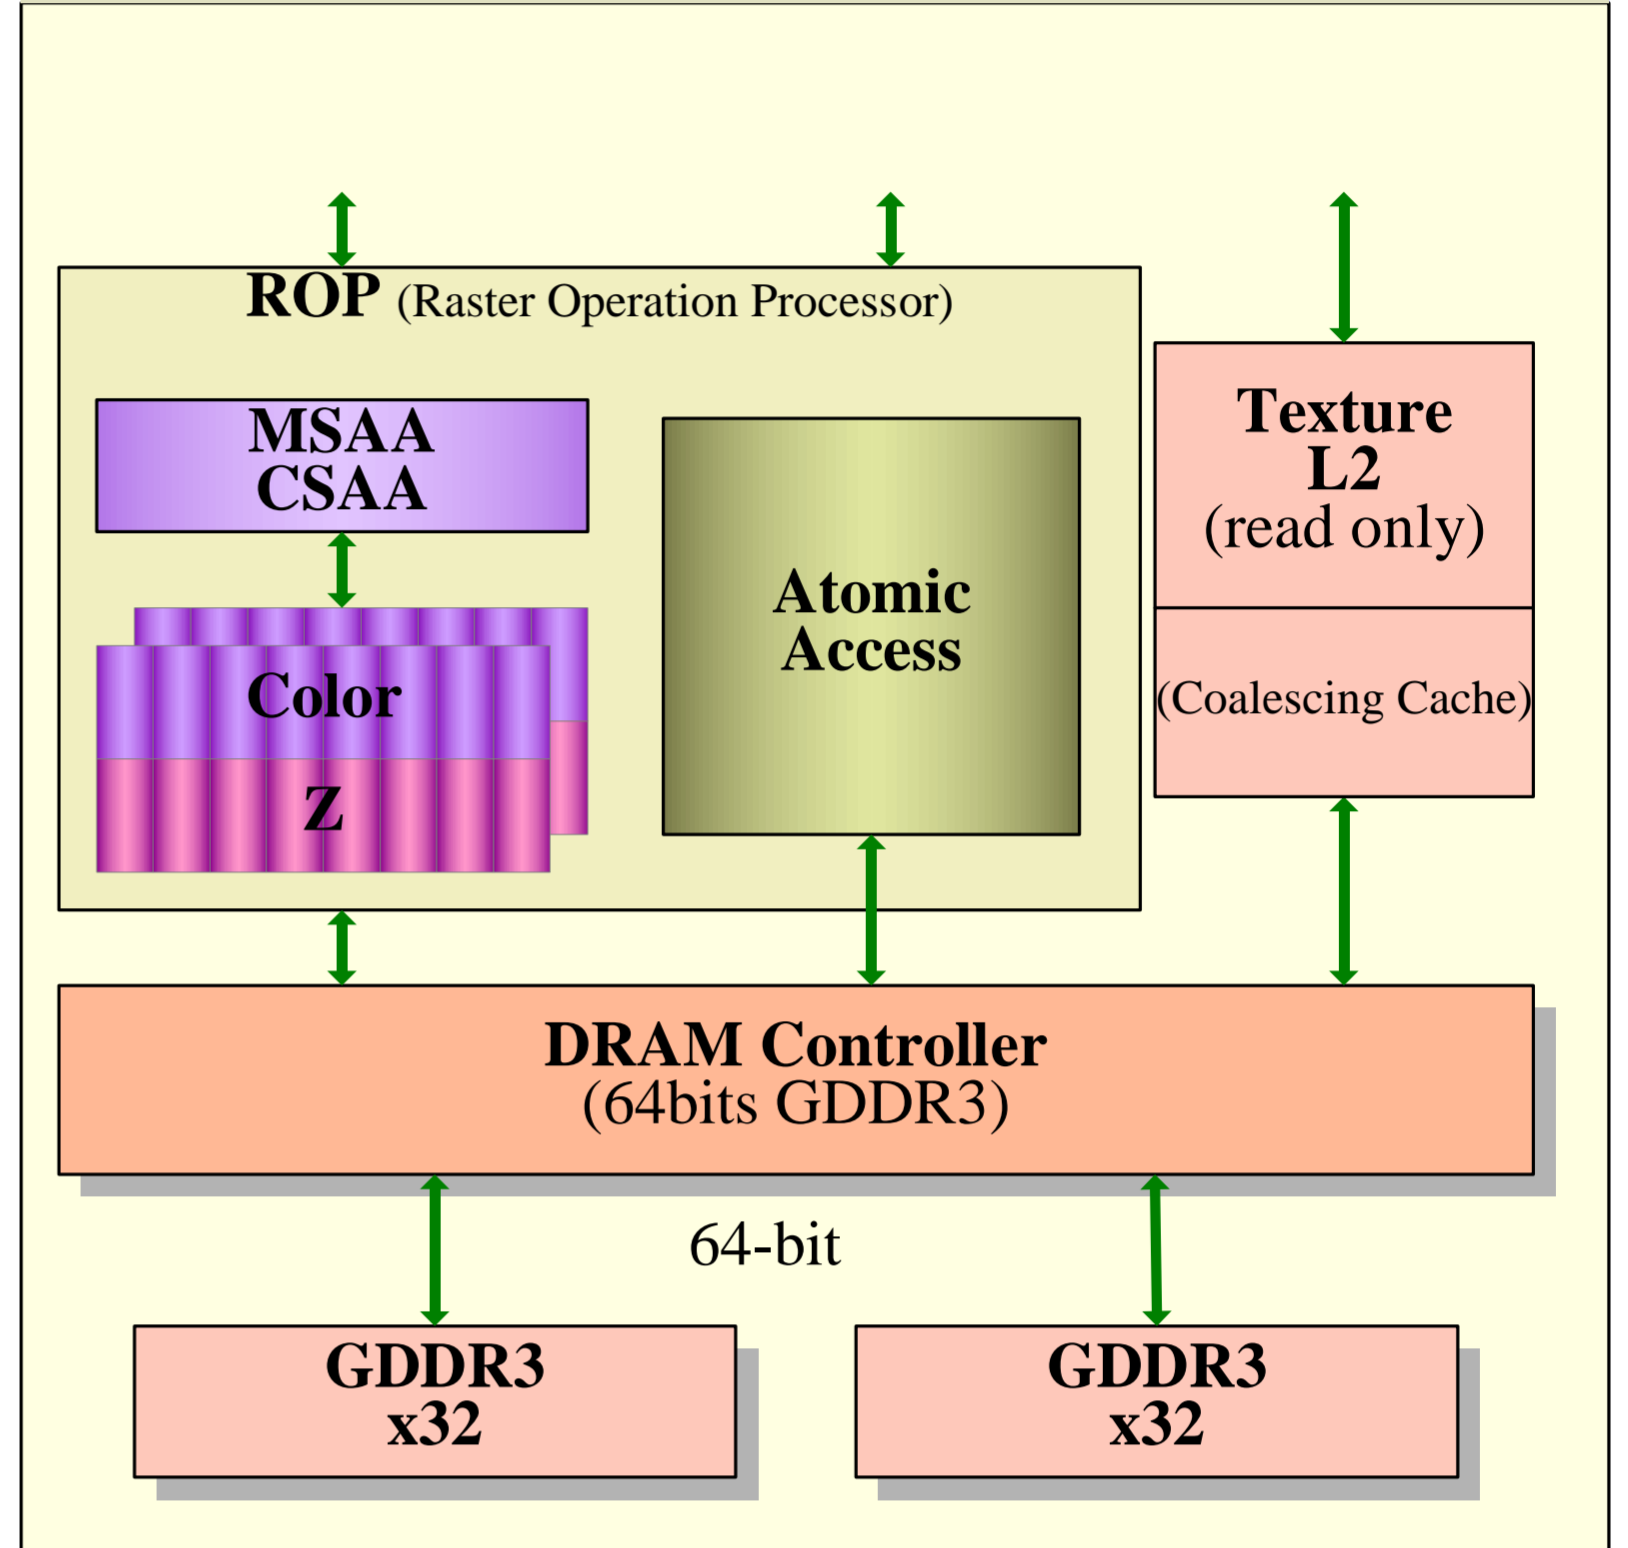 ROP (Raster Operation Processor)
MSAA
CSAA
Color
Z
Atomic
Access
Texture
L2
(read only)
(Coalescing Cache)
DRAM Controller
(64bits GDDR3)
64-bit
GDDR3
x32
GDDR3
x32